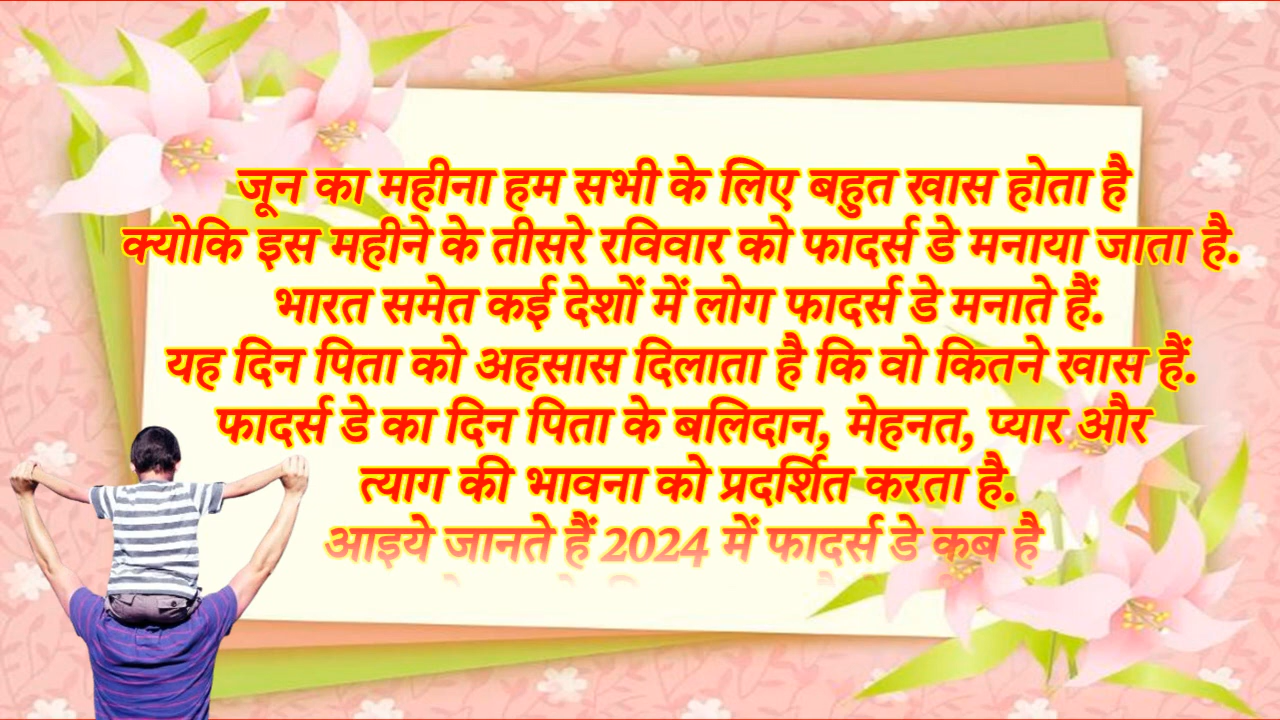 जून का महीना हम सभी के लिए बहुत खास होता है
क्योकि इस महीने के तीसरे रविवार को फादर्स डे मनाया जाता है.
भारत समेत कई देशों में लोग फादर्स डे मनाते हैं.
यह दिन पिता को अहसास दिलाता है कि वो कितने खास हैं.
फादर्स डे का दिन पिता के बलिदान, मेहनत, प्यार और
त्याग की भावना को प्रदर्शित करता है.
आइये जानते हैं 2024 में फादर्स डे कब है